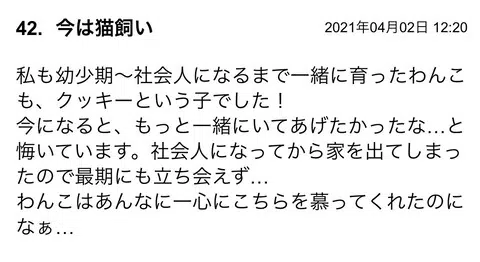 42. 今は猫飼い 2021年04月02日 12:20
私も幼少期〜社会人になるまで一緒に育ったわんこ
も、クッキーという子でした！
今になると、もっと一緒にいてあげたかったな…と
悔いています。社会人になってから家を出てしまっ
たので最期にも立ち会えず…
わんこはあんなに一心にこちらを慕ってくれたのに
なぁ…